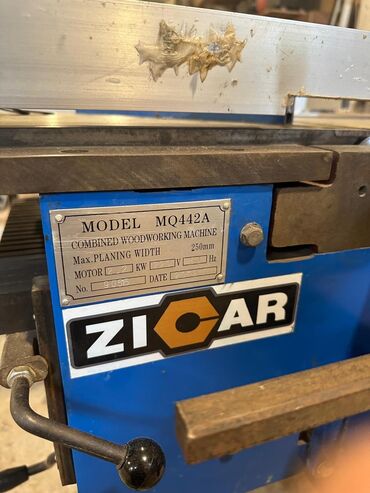 MODEL MQ442A
COMBINED WOODWORKING MACHINE
Max.PLANING WIDTH 250mm
MOTOR KW V Hz
No. DATE
ZICAR